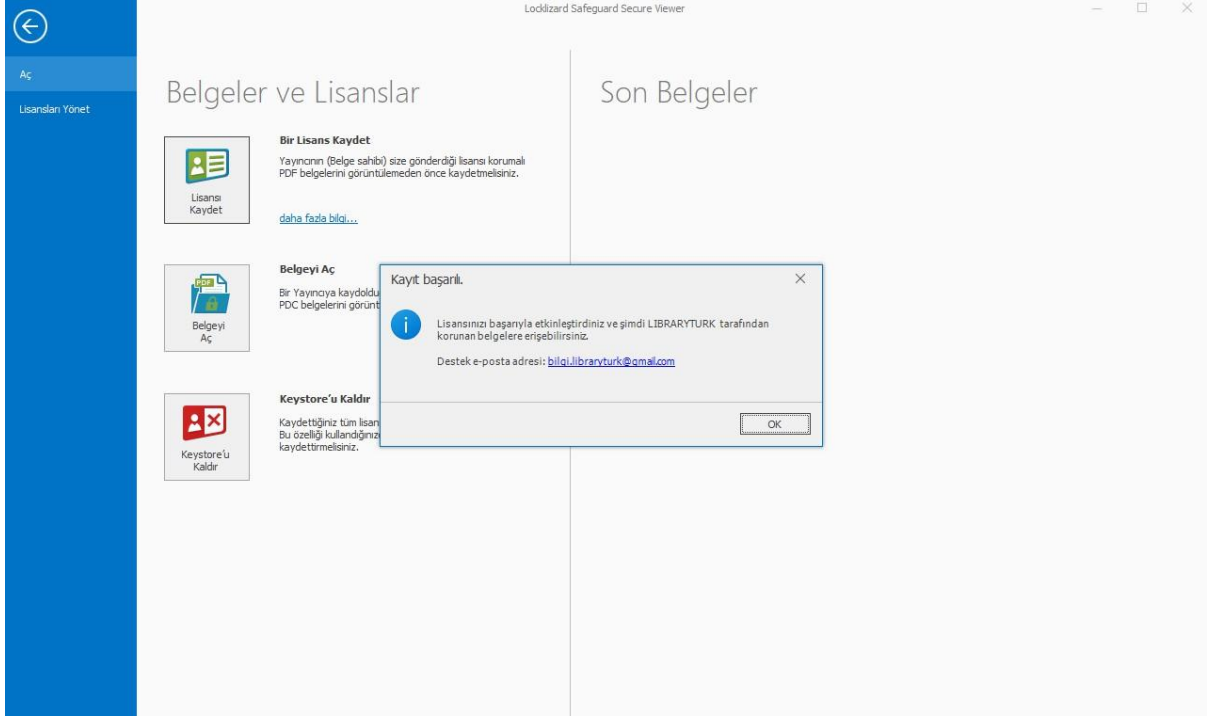 Locklizard Safeguard Secure Viewer
Aç
Lisansları Yönet
Belgeler ve Lisanslar
Lisansı
Kaydet
Bir Lisans Kaydet
Yayıncının (Belge sahibi) size gönderdiği lisansı korumalı
PDF belgelerini görüntülemeden önce kaydetmelisiniz.
daha fazla bilgi...
PDF
Belgeyi
Aç
Belgeyi Aç
Bir Yayıncıya kaydoldu
PDC belgelerini görünt
Keystore'u
Kaldır
Keystore'u Kaldır
Kaydettiğiniz tüm lisan
Bu özelliği kullandığınız
kaydettirmelisiniz.
Son Belgeler
Kayıt başarılı.
Lisansınızı başarıyla etkinleştirdiniz ve şimdi LIBRARYTURK tarafından
korunan belgelere erişebilirsiniz.
Destek e-posta adresi: bilgi.libraryturk@gmail.com
OK